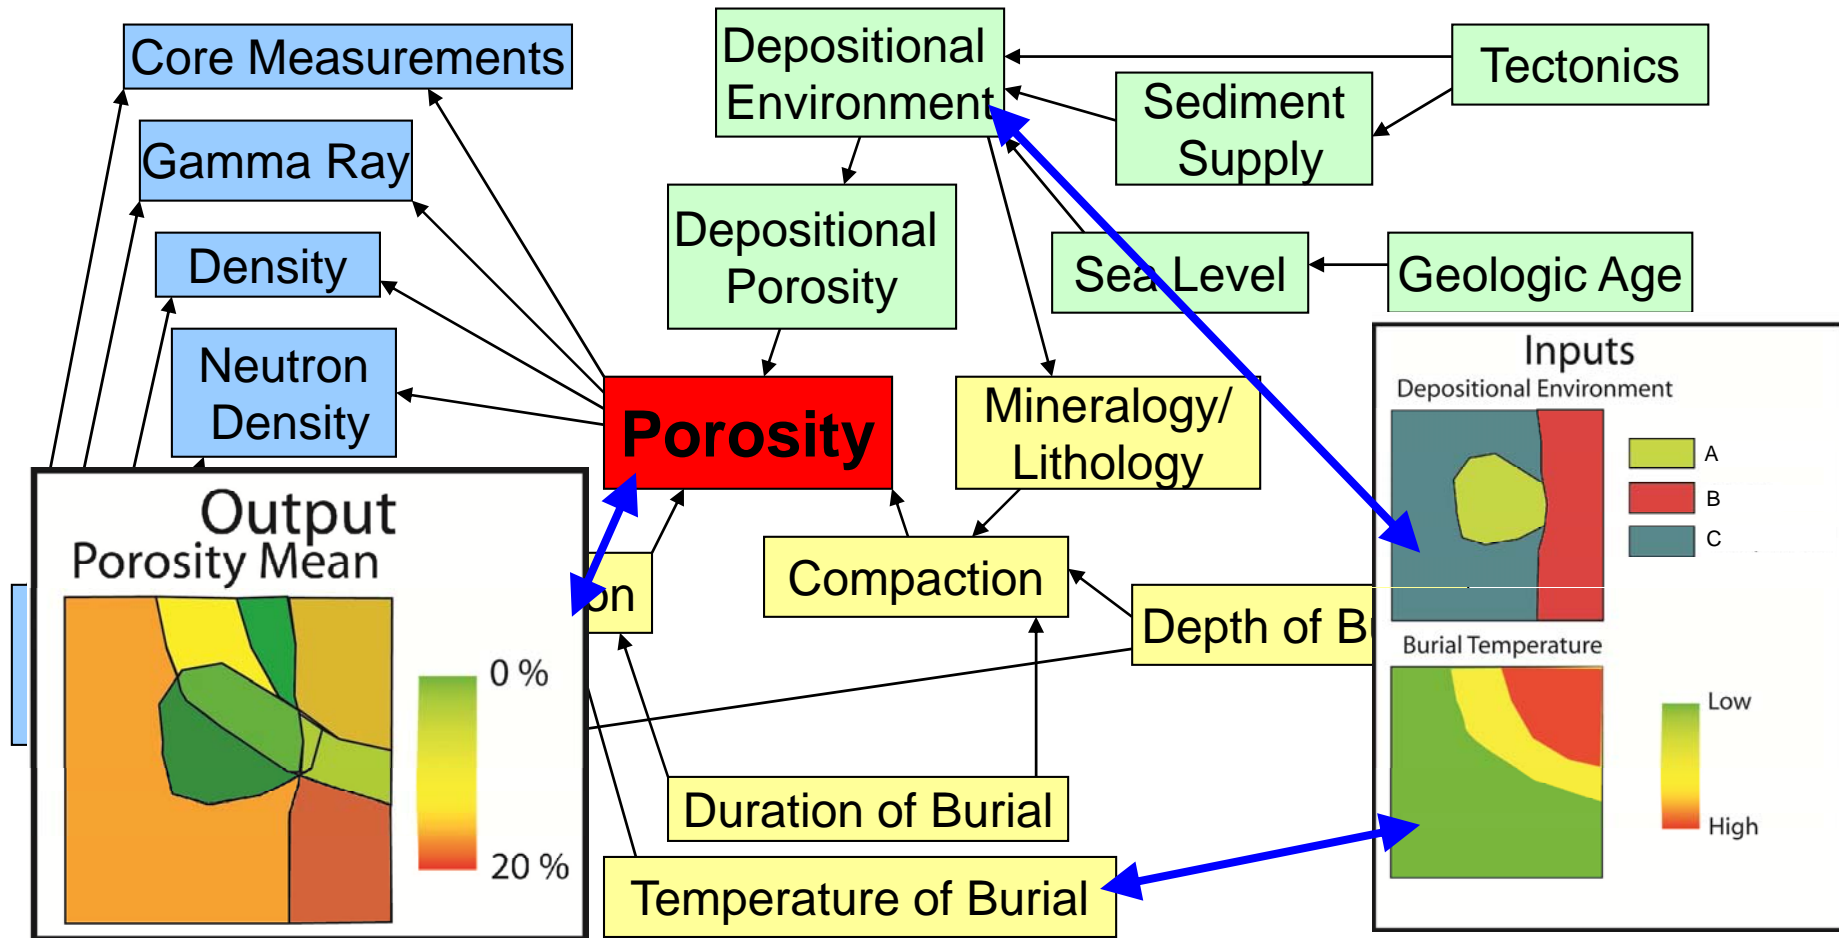 Core Measurements
Gamma Ray
Density
Neutron
Density
Depositional
Environment
Tectonics
Sediment
Supply
Depositional
Porosity
Sea Level
Geologic Age
Porosity
Mineralogy/
Lithology
Compaction
on
Depth of B
Duration of Burial
Temperature of Burial
Output
Porosity Mean
0 %
20 %
Inputs
Depositional Environment
A
B
C
Burial Temperature
Low
High